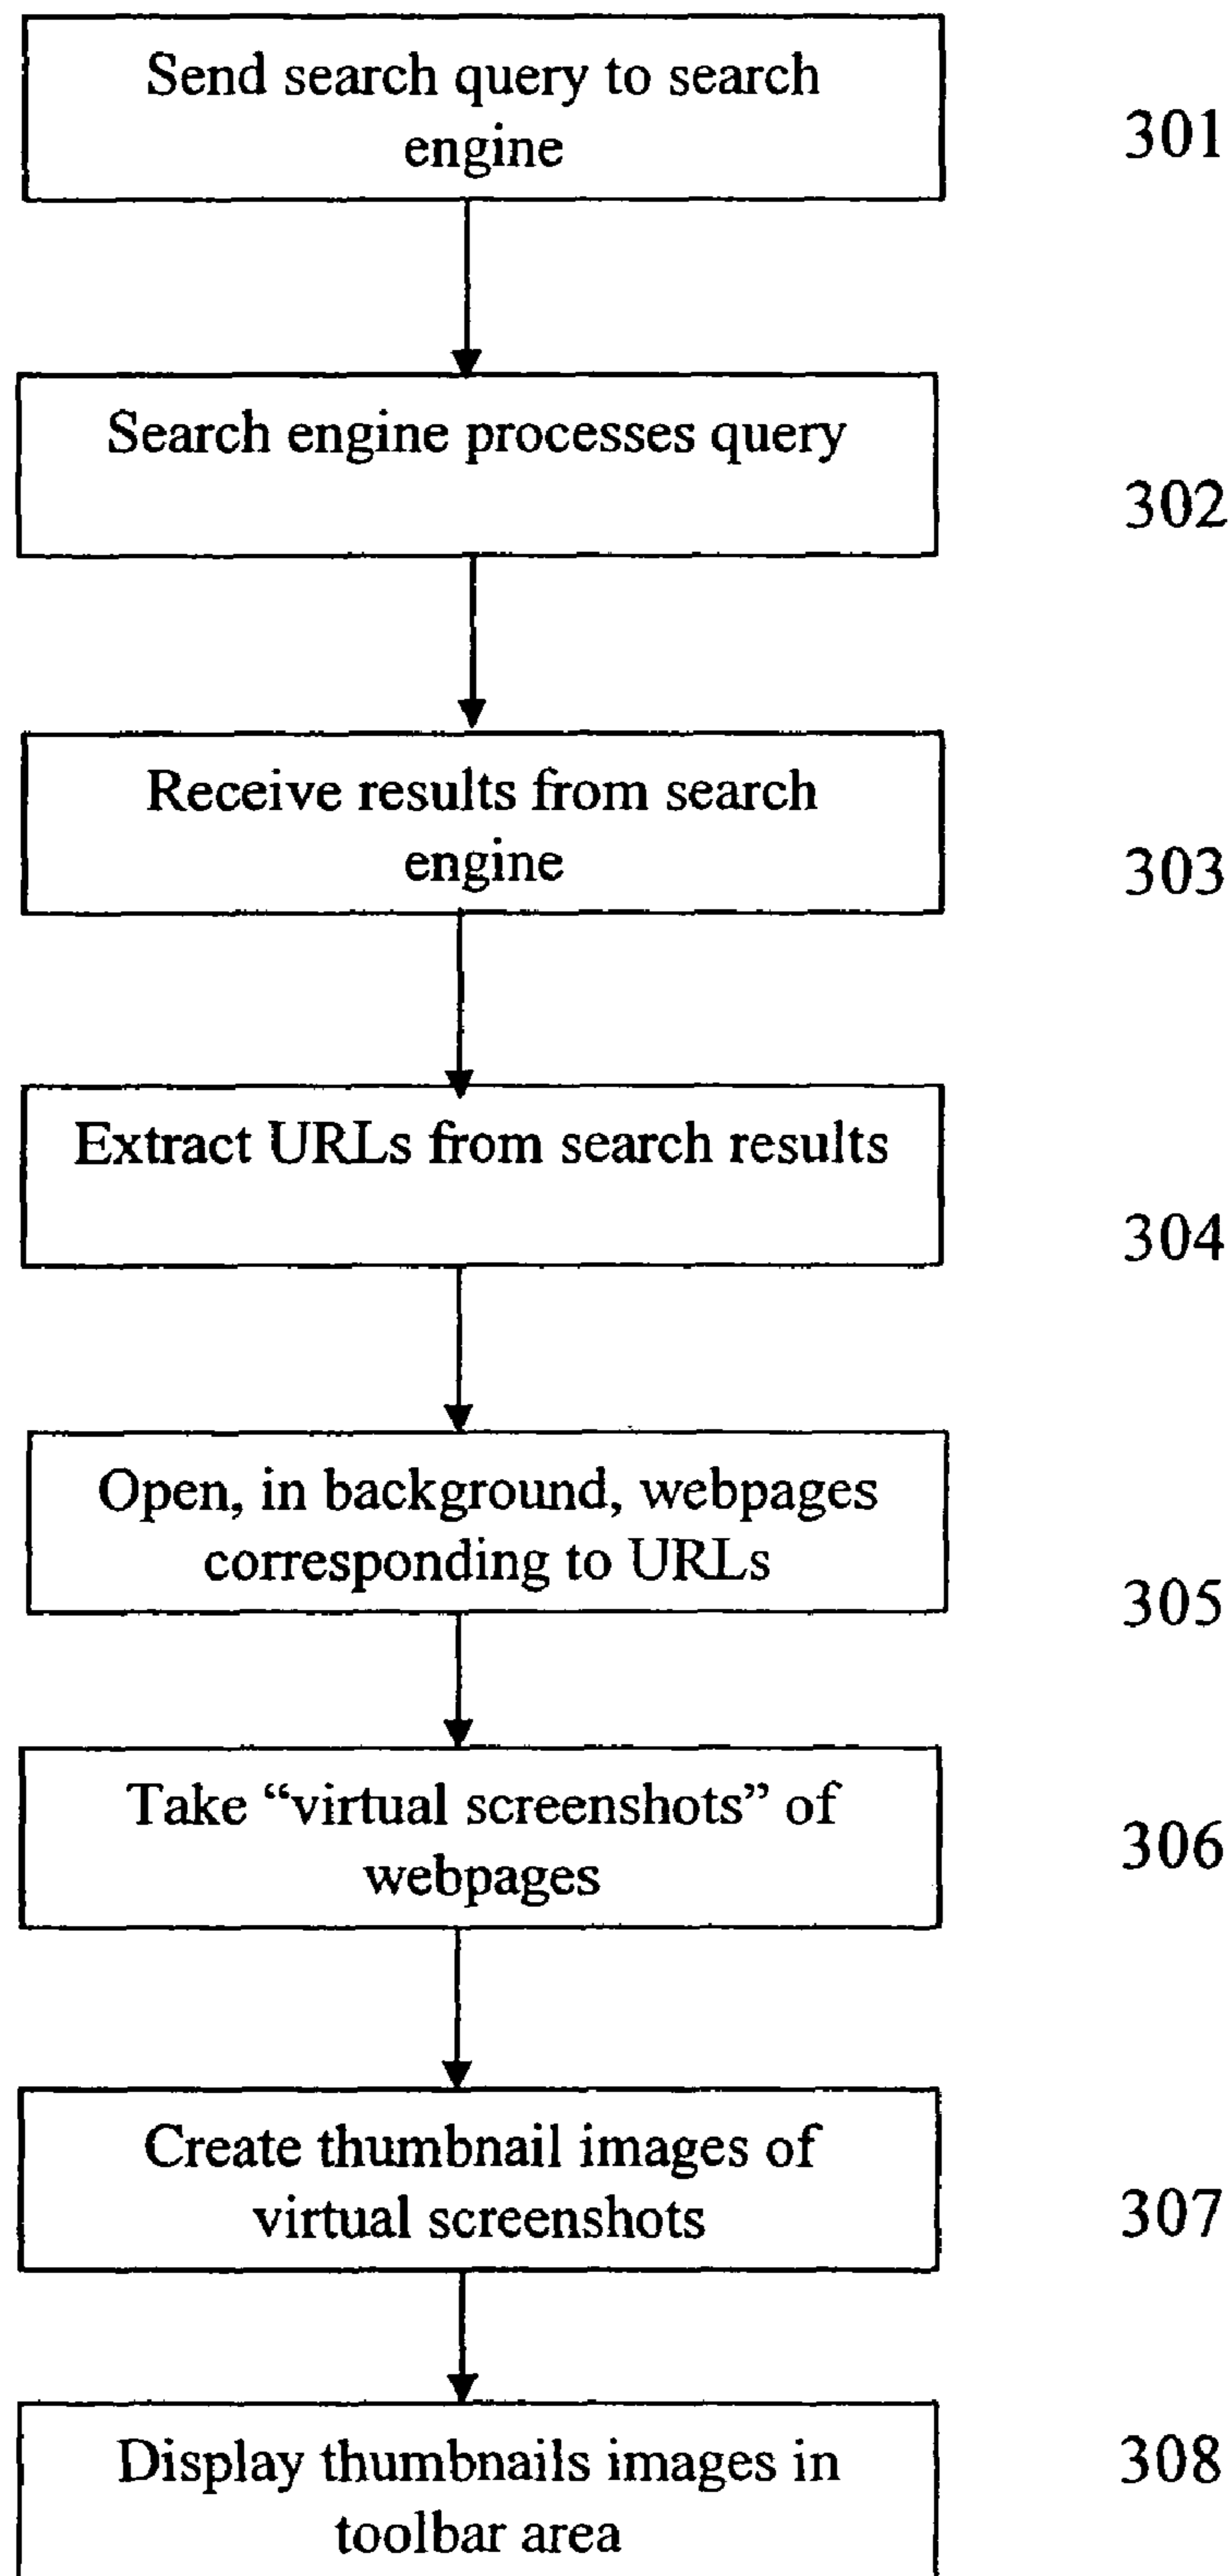 Send search query to search
engine
301
Search engine processes query
302
Receive results from search
engine
303
Extract URLs from search results
304
Open, in background, webpages
corresponding to URLs
305
Take “virtual screenshots” of
webpages
306
Create thumbnail images of
virtual screenshots
307
Display thumbnails images in
toolbar area
308